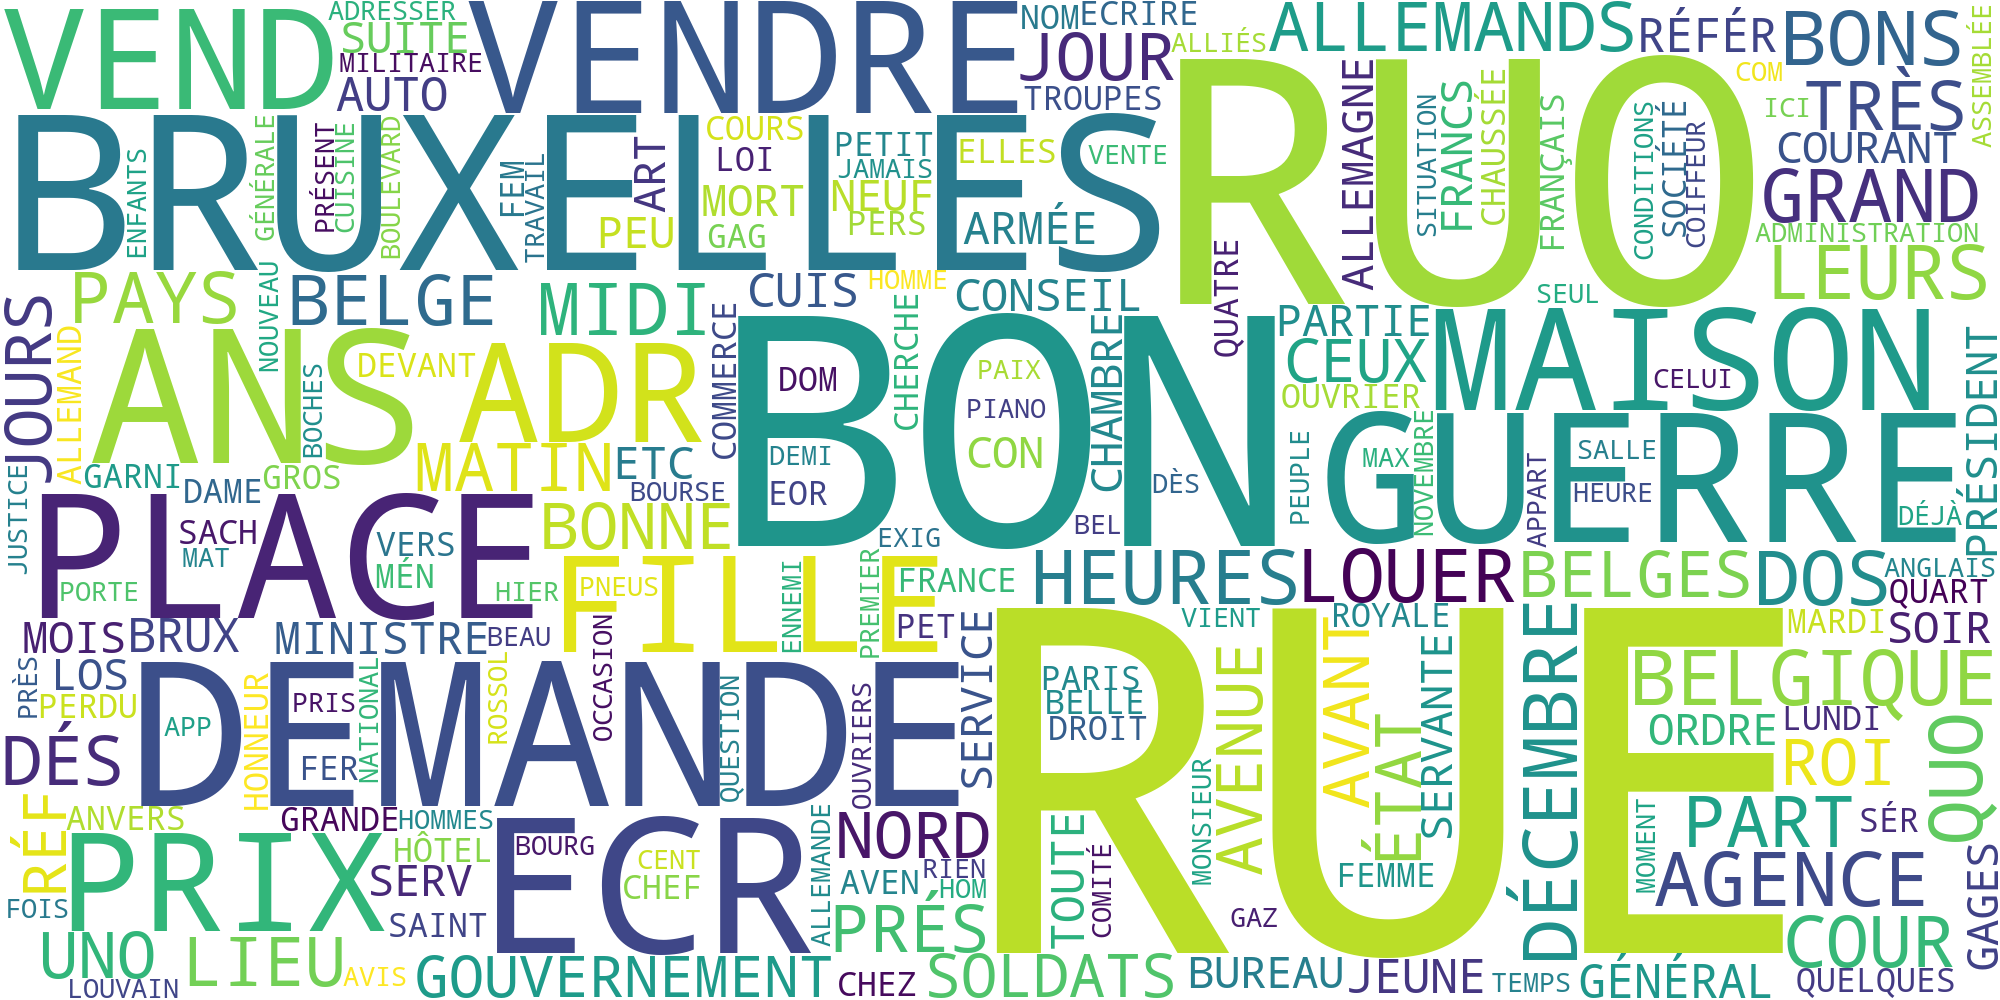 VEND
ADRESSER
SUITE
MILITAIRE
AUTO
VENDRE
NOM
ECRIRE
JOUR
TROUPES
ALLIÉS
ALLEMANDS
RÉFÉR
BONS
COM
ICI
TRÈS
COURANT
GRAND
ADMINISTRATION
LEURS
ASSEMBLÉE
BRUXELLES
ENFANTS
GÉNÉRALE
PRÉSENT
CUISINE
BOULEVARD
FEM
TRAVAIL
ART
COURS
LOI
MORT
PEU
GAG
PETIT
JAMAIS
NEUF
PERS
ELLES
ARMÉE
VENTE
RUO
QUATRE
ALLEMAGNE
SITUATION
FRANCS
CHAUSSÉE
FRANÇAIS
CONDITIONS
SOCIÉTÉ
COIFFEUR
PAYS
NOUVEAU
BELGE
MIDI
CUIS
HOMME
CONSEIL
SEUL
JOURS
ALLEMAND
ANS
BOCHES
DEVANT
ADR
COMMERCE
CHERCHE
BON
DOM
PAIX
PIANO
CON
DEMI
EOR
CHAMBRE
PARTIE
CEUX
OUVRIER
MAISON
CELUI
PRÉSIDENT
GARNI
GROS
MATIN
ETC
BOURSE
DÈS
BEL
PEUPLE
GUERRE
MAX
NOVEMBRE
APPART
SALLE
HEURE
DÉJÀ
JUSTICE
DAME
SACH
MAT
PLACE
PORTE
VERS
MÉN
HIER
BONNE
EXIG
FILLE
PNEUS
ENNEMI
PREMIER
FRANCE
PET
HEURES
LOUER
BELGES
DOS
ANGLAIS
QUART
MOIS
BRUX
MINISTRE
BEAU
OCCASION
SERVICE
VIENT
ROYALE
MARDI
SOIR
PRÈS
LOS
PERDU
DÉS
DEMANDE
APP
HONNEUR
PRIS
FER
NATIONAL
ROSSOL
QUESTION
OUVRIERS
RUE
PARIS
BELLE
DROIT
MONSIEUR
AVENUE
AVANT
ÉTAT
SERVANTE
FEMME
DÉCEMBRE
BELGIQUE
ORDRE
LUNDI
ROI
QUO
RÉF
ANVERS
GRANDE
HOMMES
PRIX
HÔTEL
SERV
SAINT
ECR
BOURG
CENT
CHEF
ALLEMANDE
NORD
AVEN
RIEN
HOM
PRÉS
TOUTE
COMITÉ
GAZ
MOMENT
PART
SÉR
AGENCE
COUR
GAGES
FOIS
UNO
LOUVAIN
LIEU
AVIS
GOUVERNEMENT
CHEZ
SOLDATS
BUREAU
JEUNE
TEMPS
GÉNÉRAL
QUELQUES